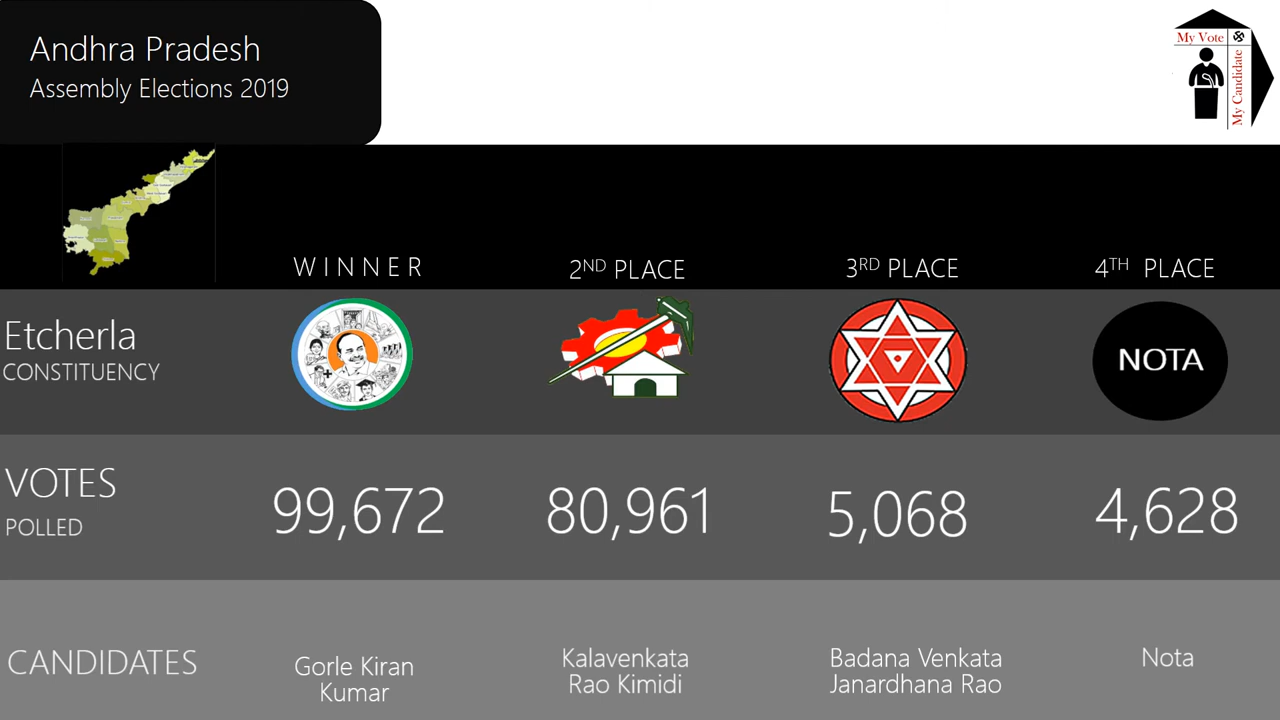 Andhra Pradesh
Assembly Elections 2019
My Vote
My Candidate
WINNER
2ND PLACE
3RD PLACE
4TH PLACE
Etcherla
CONSTITUENCY
NOTA
VOTES
POLLED
99,672
80,961
5,068
4,628
CANDIDATES
Gorle Kiran
Kumar
Kalavenkata
Rao Kimidi
Badana Venkata
Janardhana Rao
Nota